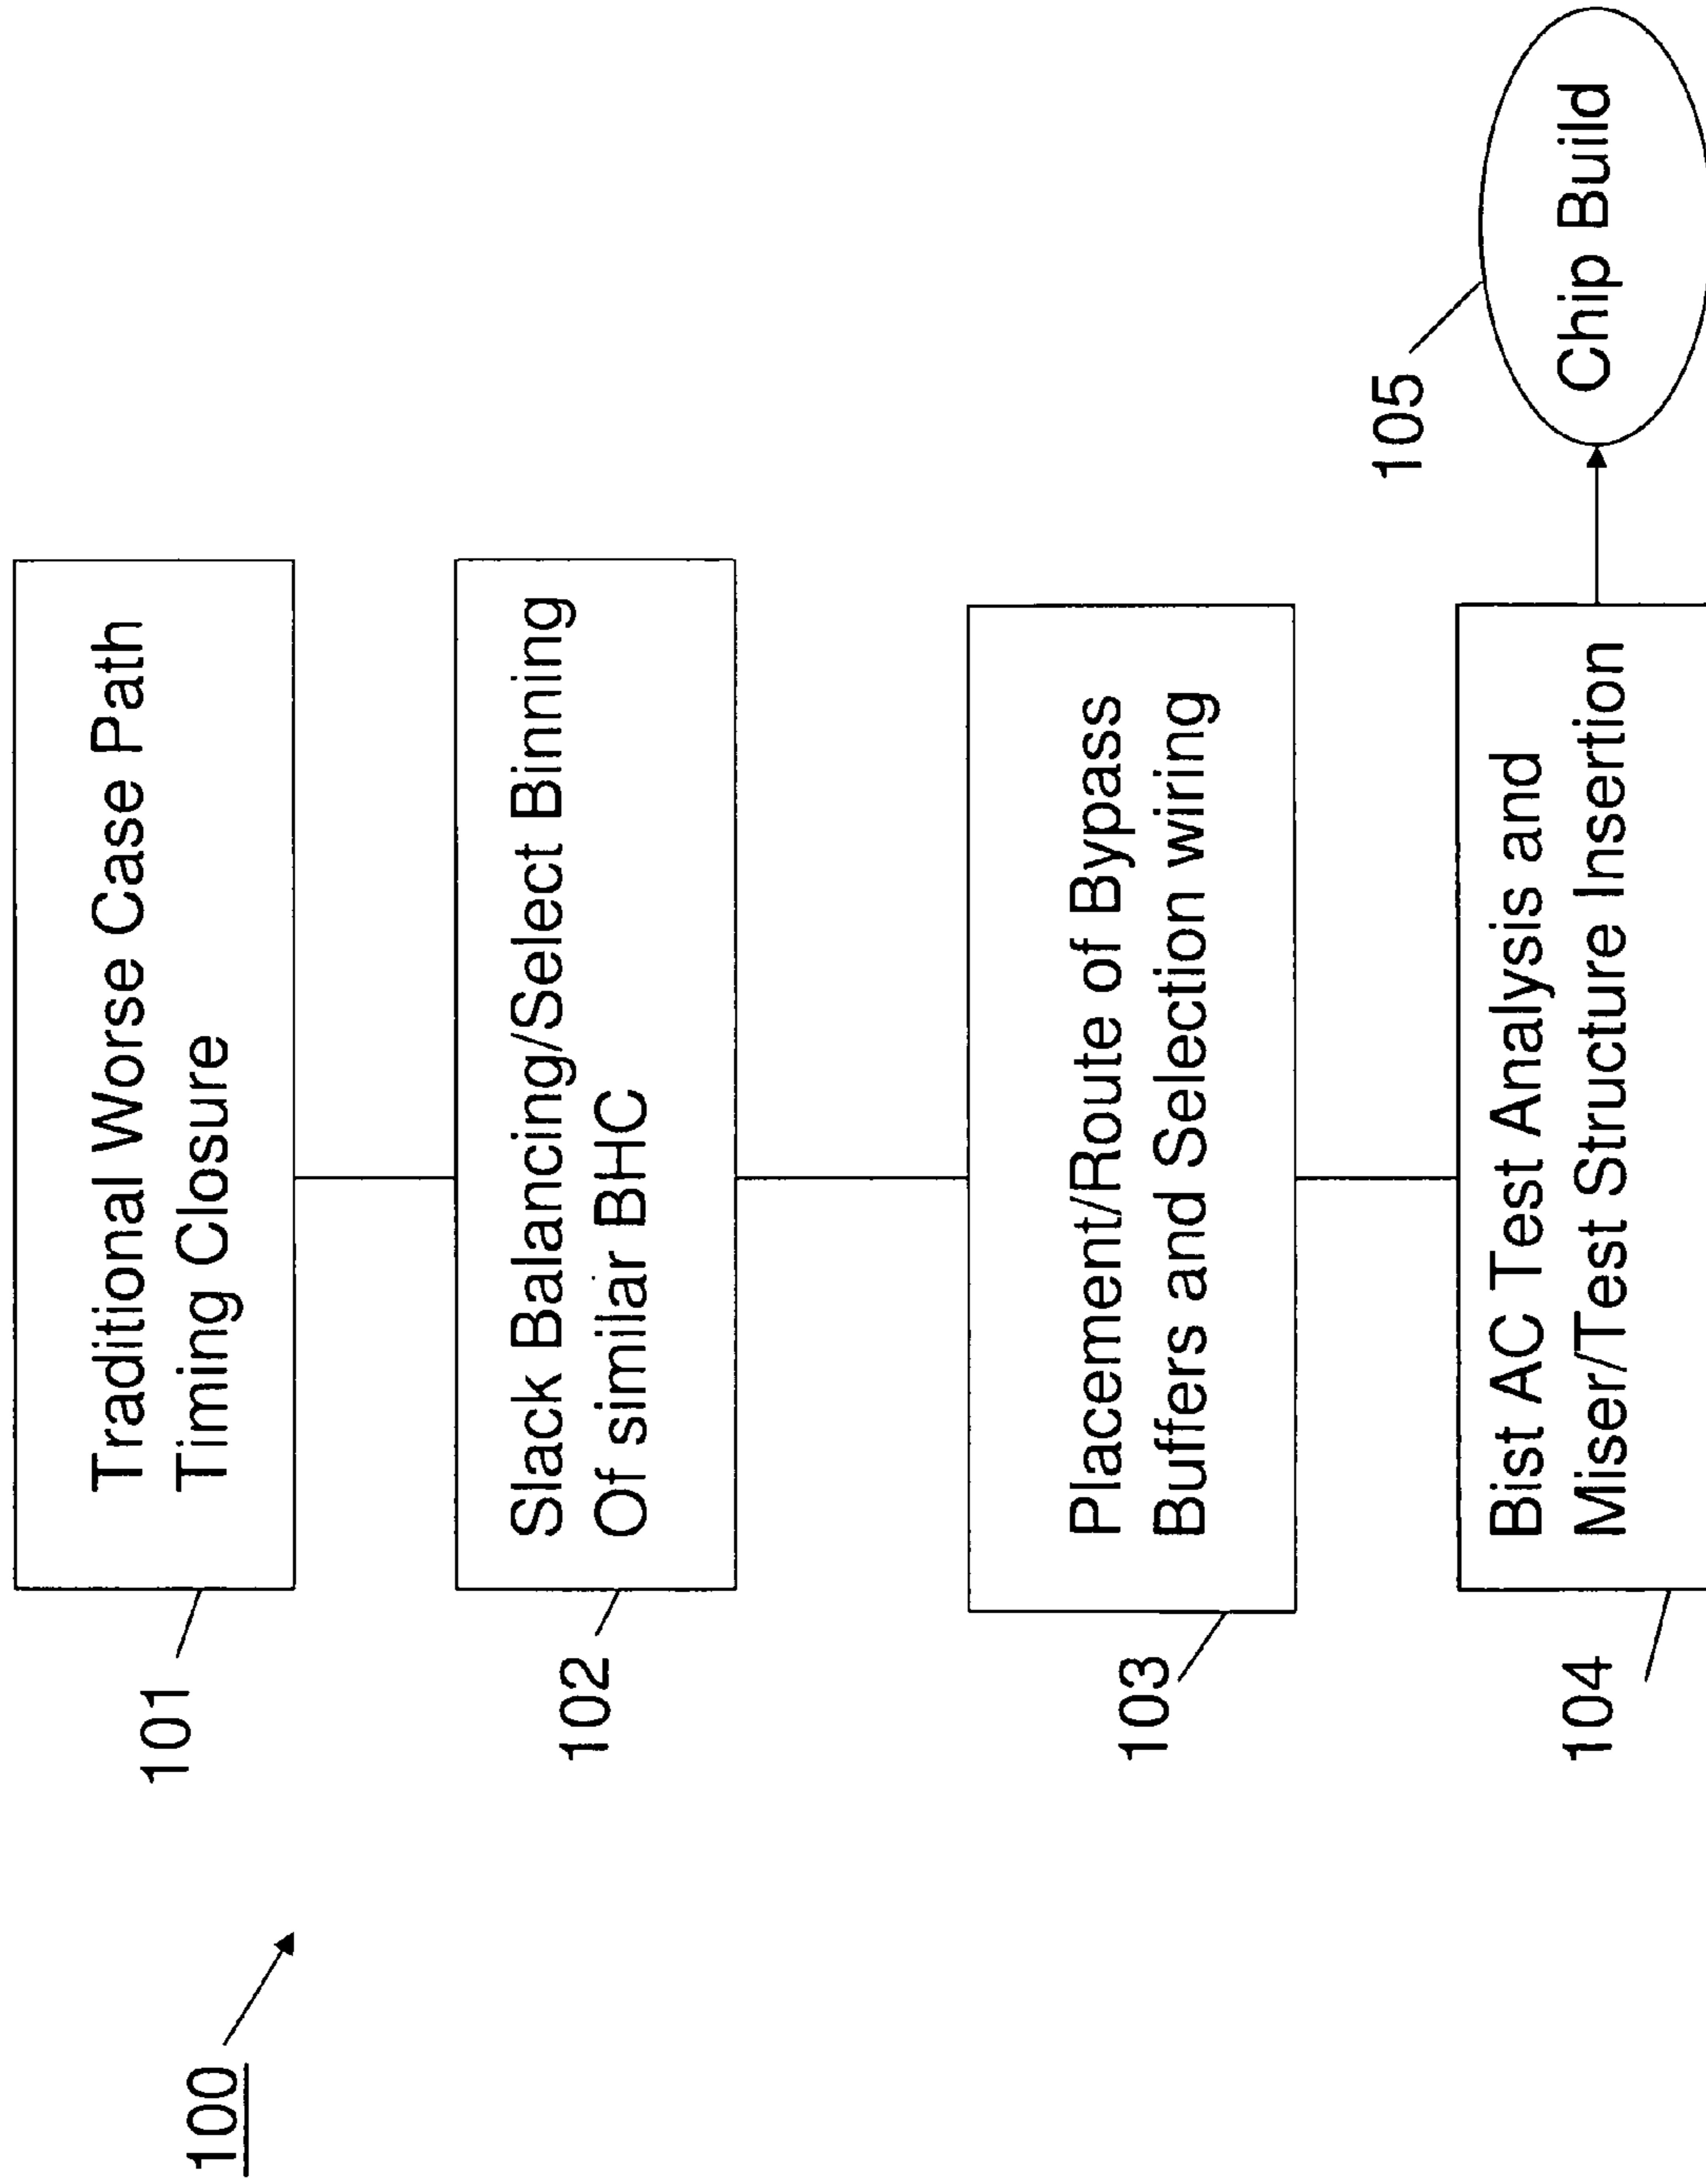 100
101
Traditional Worse Case Path
Timing Closure
102
Slack Balancing/Select Binning
Of similar BHC
103
Placement/Route of Bypass
Buffers and Selection wiring
104
Bist AC Test Analysis and
Miser/Test Structure Insertion
105
Chip Build